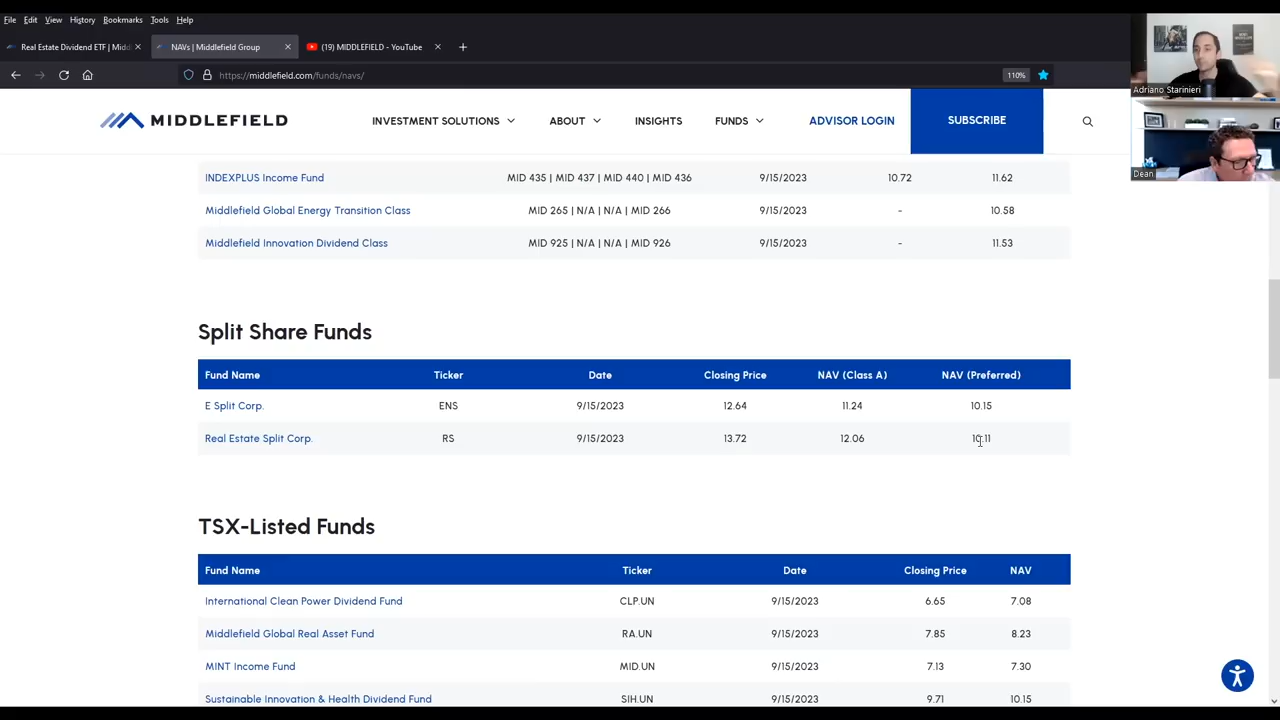 File Edit View History Bookmarks Tools Help
Real Estate Dividend ETF | Midd
NAVs | Middlefield Group
(19) MIDDLEFIELD - YouTube
https://middlefield.com/funds/navs/
110%
Adriano Starinieri
Dean
MIDDLEFIELD
INVESTMENT SOLUTIONS ABOUT INSIGHTS FUNDS ADVISOR LOGIN SUBSCRIBE
INDEXPLUS Income Fund MID 435 | MID 437 | MID 440 | MID 436 9/15/2023 10.72 11.62
Middlefield Global Energy Transition Class MID 265 | N/A | N/A | MID 266 9/15/2023 - 10.58
Middlefield Innovation Dividend Class MID 925 | N/A | N/A | MID 926 9/15/2023 - 11.53
Split Share Funds
Fund Name Ticker Date Closing Price NAV (Class A) NAV (Preferred)
E Split Corp. ENS 9/15/2023 12.64 11.24 10.15
Real Estate Split Corp. RS 9/15/2023 13.72 12.06 10.11
TSX-Listed Funds
Fund Name Ticker Date Closing Price NAV
International Clean Power Dividend Fund CLP.UN 9/15/2023 6.65 7.08
Middlefield Global Real Asset Fund RA.UN 9/15/2023 7.85 8.23
MINT Income Fund MID.UN 9/15/2023 7.13 7.30
Sustainable Innovation & Health Dividend Fund SIH.UN 9/15/2023 9.71 10.15